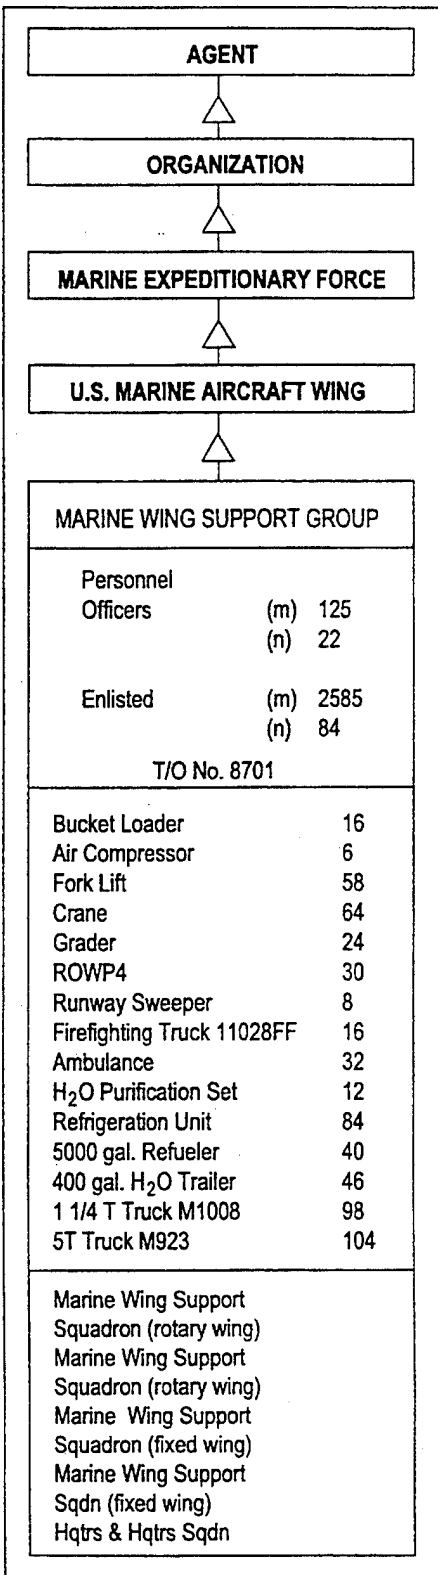 AGENT
ORGANIZATION
MARINE EXPEDITIONARY FORCE
U.S. MARINE AIRCRAFT WING
MARINE WING SUPPORT GROUP
Personnel
Officers (m) 125
(n) 22
Enlisted (m) 2585
(n) 84
T/O No. 8701
Bucket Loader 16
Air Compressor 6
Fork Lift 58
Crane 64
Grader 24
ROWP4 30
Runway Sweeper 8
Firefighting Truck 11028FF 16
Ambulance 32
H₂O Purification Set 12
Refrigeration Unit 84
5000 gal. Refueler 40
400 gal. H₂O Trailer 46
1 1/4 T Truck M1008 98
5T Truck M923 104
Marine Wing Support
Squadron (rotary wing)
Marine Wing Support
Squadron (rotary wing)
Marine Wing Support
Squadron (fixed wing)
Marine Wing Support
Sqdn (fixed wing)
Hqtrs & Hqtrs Sqdn